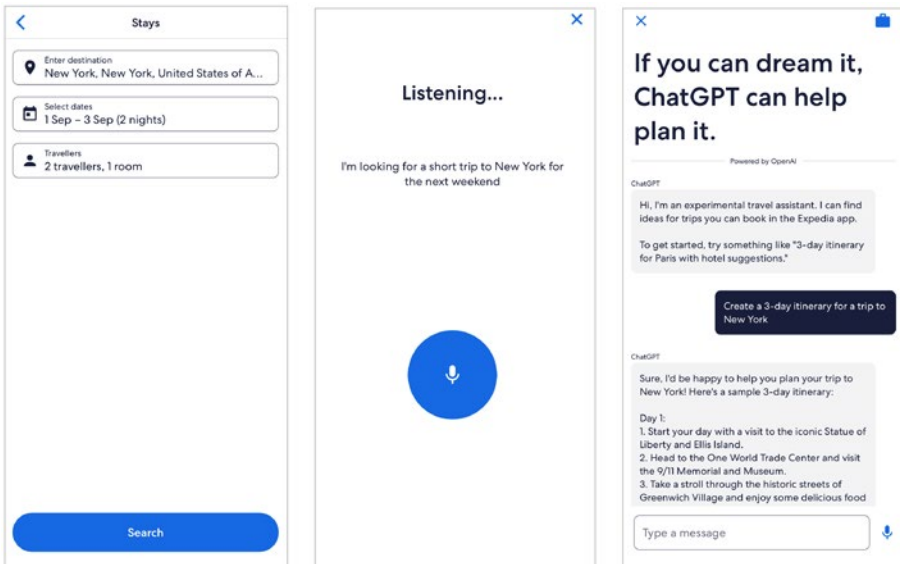 Stays
Enter destination
New York, New York, United States of A...
Select dates
1 Sep – 3 Sep (2 nights)
Travellers
2 travellers, 1 room
Search
Listening...
I'm looking for a short trip to New York for
the next weekend
If you can dream it,
ChatGPT can help
plan it.
Powered by OpenAI
ChatGPT
Hi, I'm an experimental travel assistant. I can find
ideas for trips you can book in the Expedia app.
To get started, try something like "3-day itinerary
for Paris with hotel suggestions."
Create a 3-day itinerary for a trip to
New York
ChatGPT
Sure, I'd be happy to help you plan your trip to
New York! Here's a sample 3-day itinerary:
Day 1:
1. Start your day with a visit to the iconic Statue of
Liberty and Ellis Island.
2. Head to the One World Trade Center and visit
the 9/11 Memorial and Museum.
3. Take a stroll through the historic streets of
Greenwich Village and enjoy some delicious food
Type a message